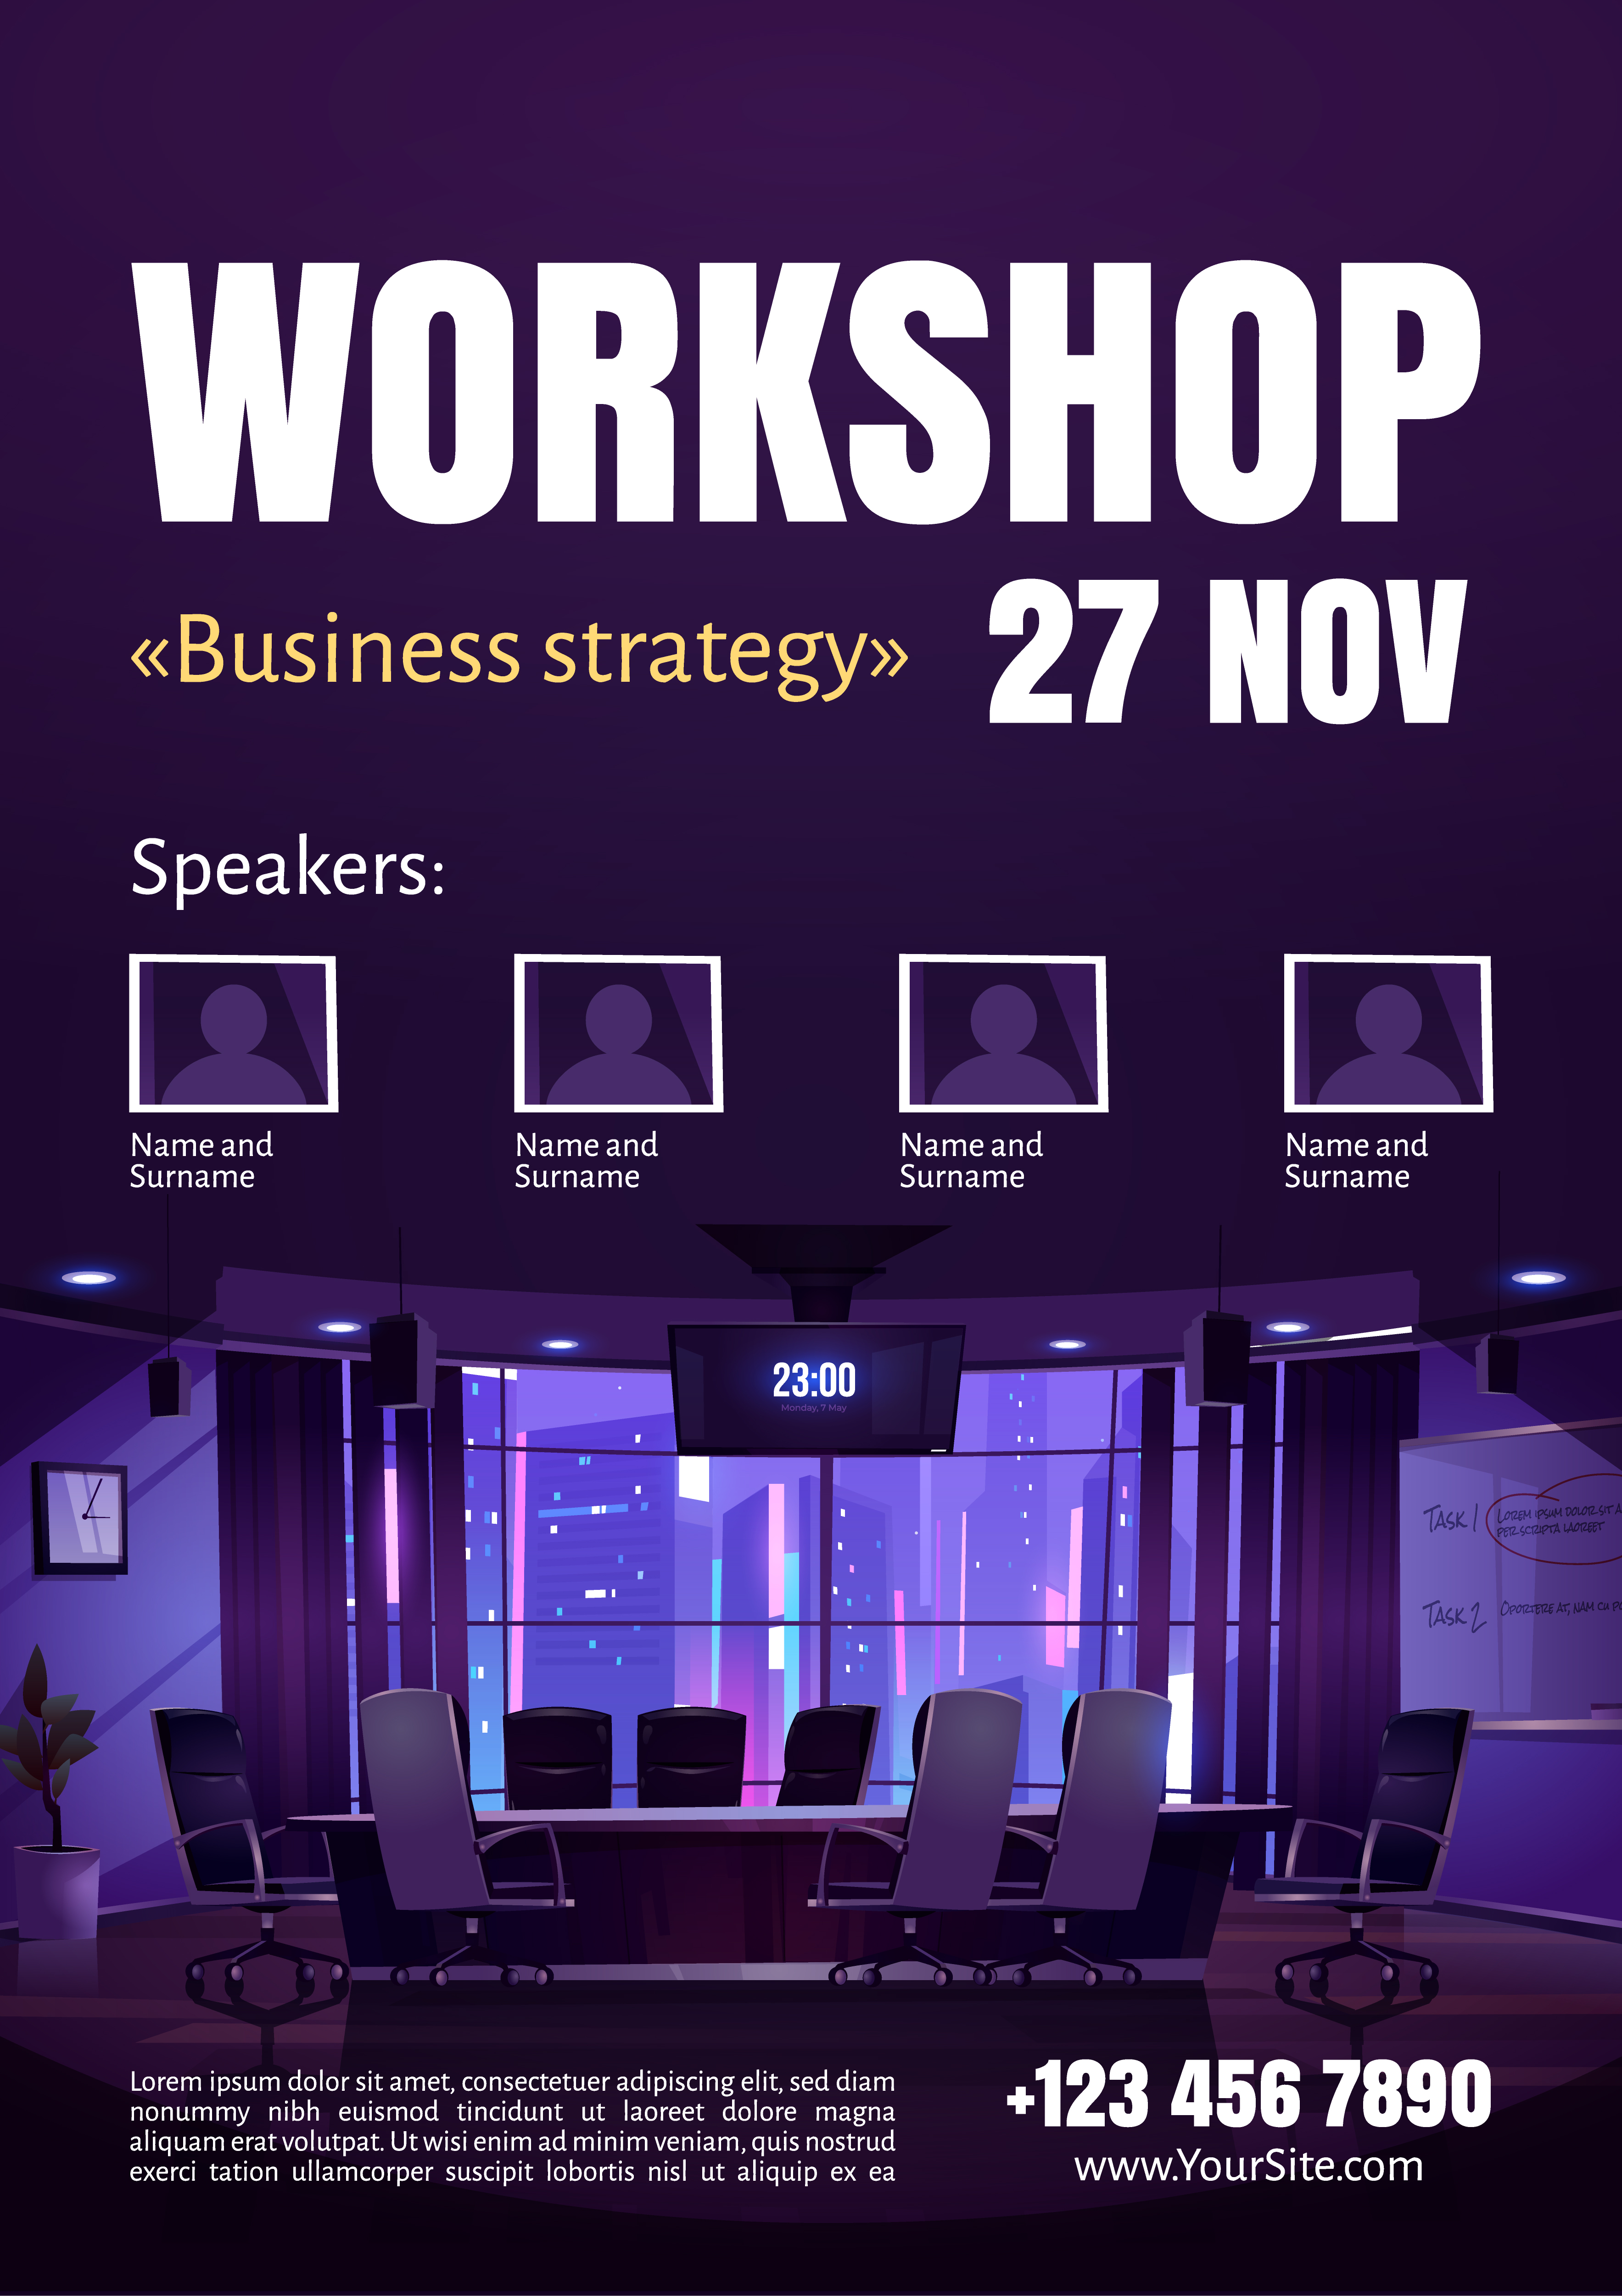 WORKSHOP
«Business strategy»
27 NOV
Speakers:
Name and
Surname
Name and
Surname
Name and
Surname
Name and
Surname
23:00
Monday, 7 May
TASK 1
LOREM IPSUM DOLOR SIT A
PER SCRIPTA LAOREET
TASK 2
OPORTERE AT, NAM CU
Lorem ipsum dolor sit amet, consectetuer adipiscing elit, sed diam
nonummy nibh euismod tincidunt ut laoreet dolore magna
aliquam erat volutpat. Ut wisi enim ad minim veniam, quis nostrud
exerci tation ullamcorper suscipit lobortis nisl ut aliquip ex ea
+123 456 7890
www.YourSite.com